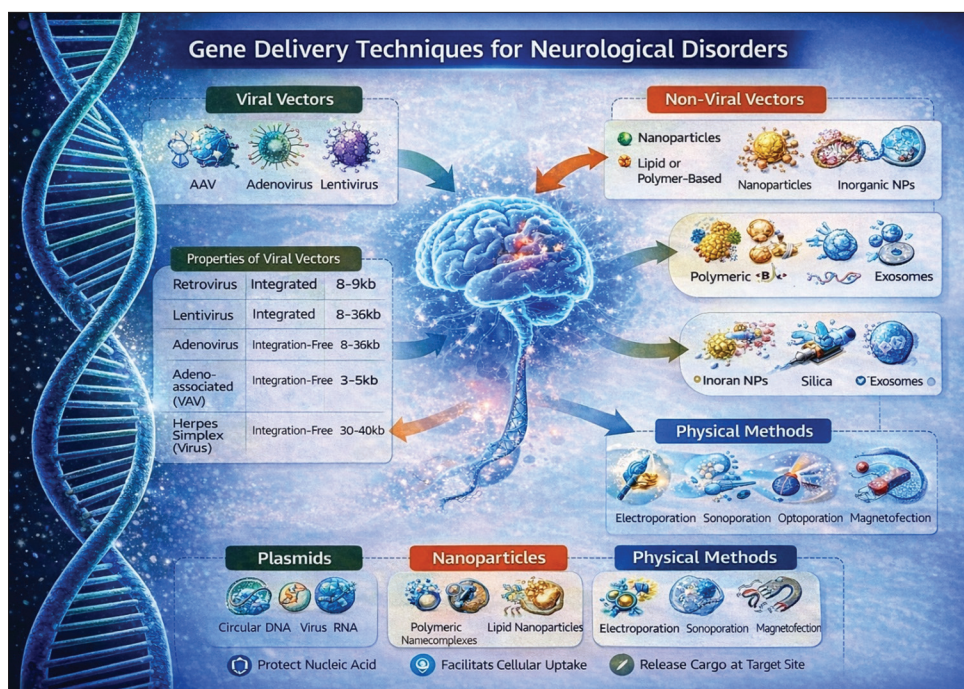 Gene Delivery Techniques for Neurological Disorders
Viral Vectors
AAV Adenovirus Lentivirus
Non-Viral Vectors
Nanoparticles
Lipid or
Polymer-Based
Nanoparticles Inorganic NPs
Polymeric Exosomes
Inoran NPs Silica Exosomes
Properties of Viral Vectors
Retrovirus Integrated 8-9kb
Lentivirus Integrated 8-36kb
Adenovirus Integration-Free 8-36kb
Adeno-
associated
(VAV) Integration-Free 3-5kb
Herpes
Simplex
(Virus) Integration-Free 30-40kb
Physical Methods
Electroporation Sonoporation Optoporation Magnetofection
Plasmids
Circular DNA Virus RNA
Nanoparticles
Polymeric
Lipid Nanoparticles
Physical Methods
Electroporation Sonoporation Magnetofection
Protect Nucleic Acid Facilitats Cellular Uptake Release Cargo at Target Site